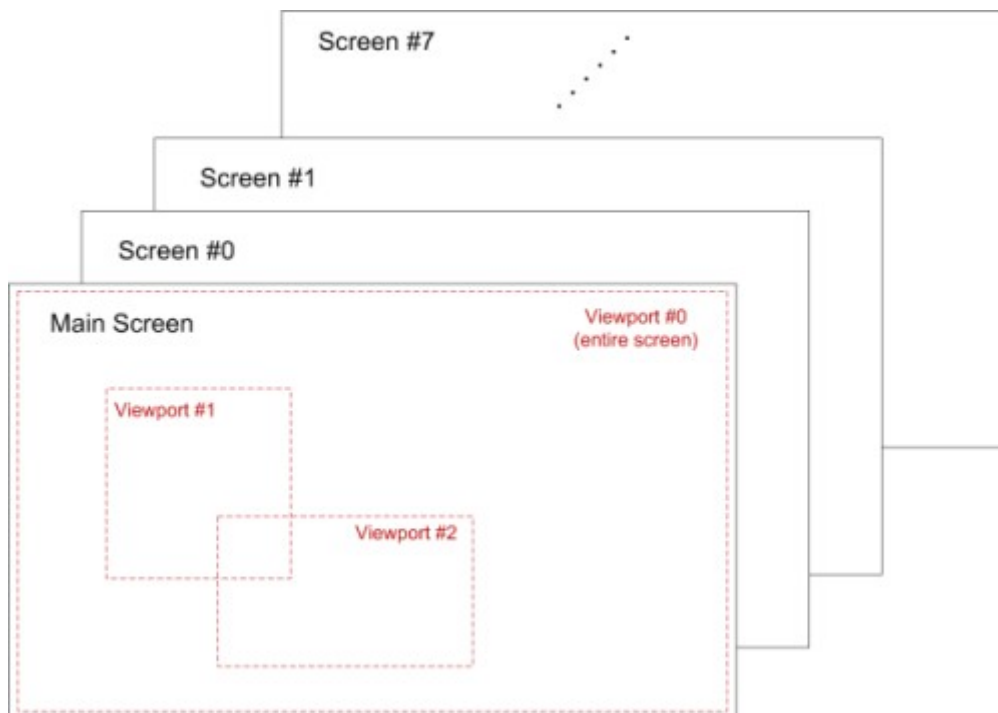 Screen #7
Screen #1
Screen #0
Main Screen
Viewport #0
(entire screen)
Viewport #1
Viewport #2